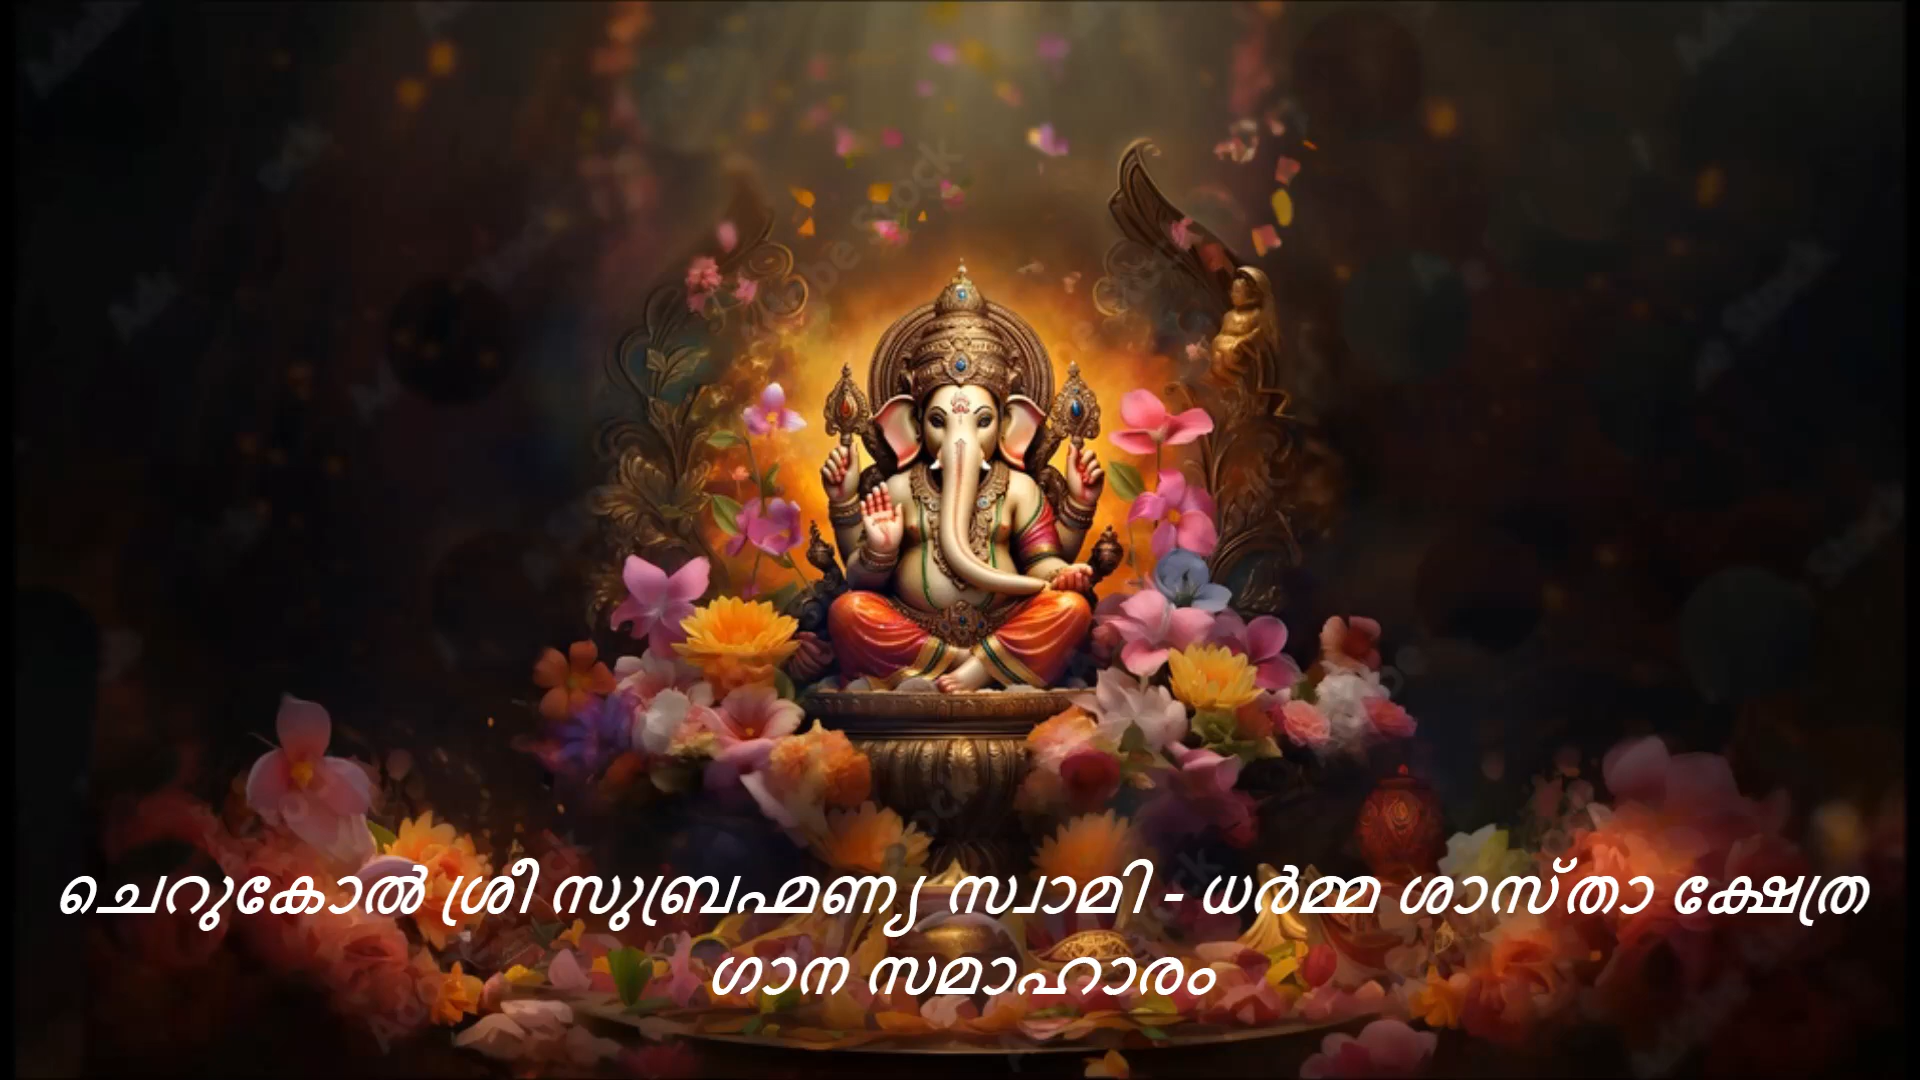 ചെറുകോൽ ശ്രീ സുബ്രഹ്മണ്യ സ്വാമി - ധർമ്മ ശാസ്താ ക്ഷേത്ര
ഗാന സമാഹാരം